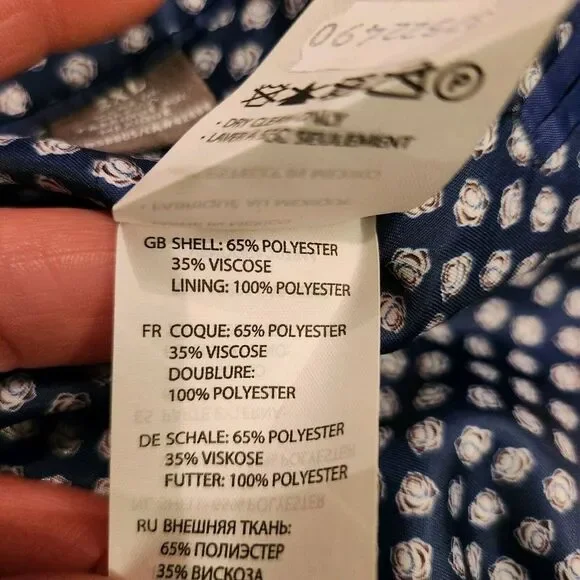 • DRY CLEAN ONLY
• LAVER À SEC SEULEMENT
GB SHELL: 65% POLYESTER
35% VISCOSE
LINING: 100% POLYESTER
FR COQUE: 65% POLYESTER
35% VISCOSE
DOUBLURE:
100% POLYESTER
DE SCHALE: 65% POLYESTER
35% VISKOSE
FUTTER: 100% POLYESTER
RU ВНЕШНЯЯ ТКАНЬ:
65% ПОЛИЭСТЕР
35% ВИСКОЗА